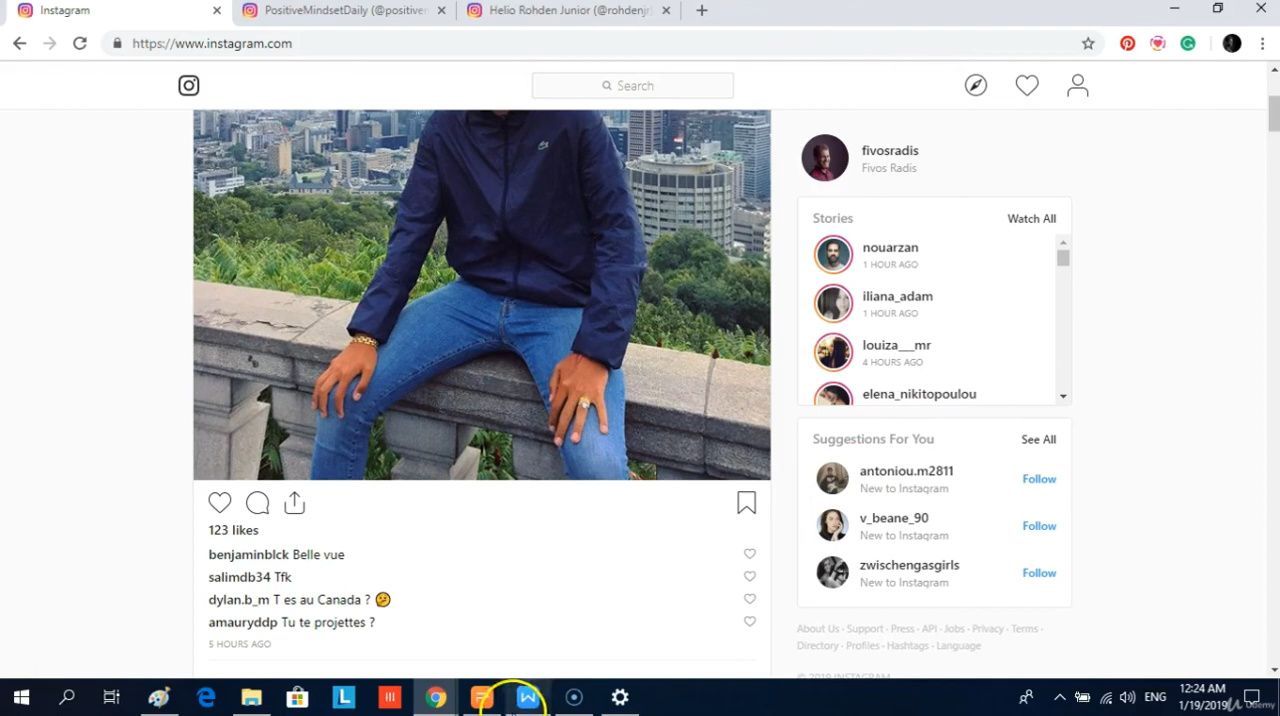 Instagram
PositiveMindsetDaily (@positiver
Helio Rohden Junior (@rohdenjr
https://www.instagram.com
Search
fivosradis
Fivos Radis
Stories
Watch All
nouarzan
1 HOUR AGO
iliana_adam
1 HOUR AGO
louiza___mr
4 HOURS AGO
elena_nikitopoulou
Suggestions For You
See All
antoniou.m2811
New to Instagram
Follow
v_beane_90
New to Instagram
Follow
zwischengasgirls
New to Instagram
Follow
123 likes
benjaminblck Belle vue
salimdb34 Tfk
dylan.b_m T es au Canada ? 🤔
amauryddp Tu te projettes ?
5 HOURS AGO
About Us · Support · Press · API · Jobs · Privacy · Terms ·
Directory · Profiles · Hashtags · Language
© 2019 INSTAGRAM
ENG
12:24 AM
1/19/2019
Udemy